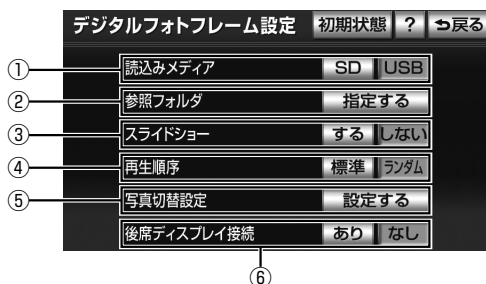 デジタルフォトフレーム設定 初期状態 ? 戻る
① 読込みメディア SD USB
② 参照フォルダ 指定する
③ スライドショー する しない
④ 再生順序 標準 ランダム
⑤ 写真切替設定 設定する
後席ディスプレイ接続 あり なし
⑥